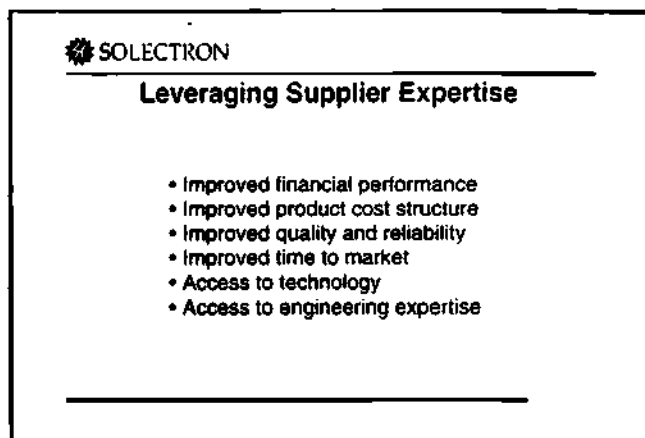 SOLECTRON
Leveraging Supplier Expertise
• Improved financial performance
• Improved product cost structure
• Improved quality and reliability
• Improved time to market
• Access to technology
• Access to engineering expertise